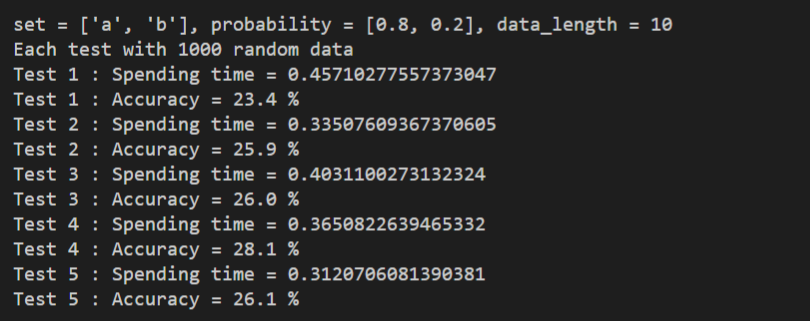 set = ['a', 'b'], probability = [0.8, 0.2], data_length = 10
Each test with 1000 random data
Test 1 : Spending time = 0.45710277557373047
Test 1 : Accuracy = 23.4 %
Test 2 : Spending time = 0.33507609367370605
Test 2 : Accuracy = 25.9 %
Test 3 : Spending time = 0.4031100273132324
Test 3 : Accuracy = 26.0 %
Test 4 : Spending time = 0.3650822639465332
Test 4 : Accuracy = 28.1 %
Test 5 : Spending time = 0.3120706081390381
Test 5 : Accuracy = 26.1 %